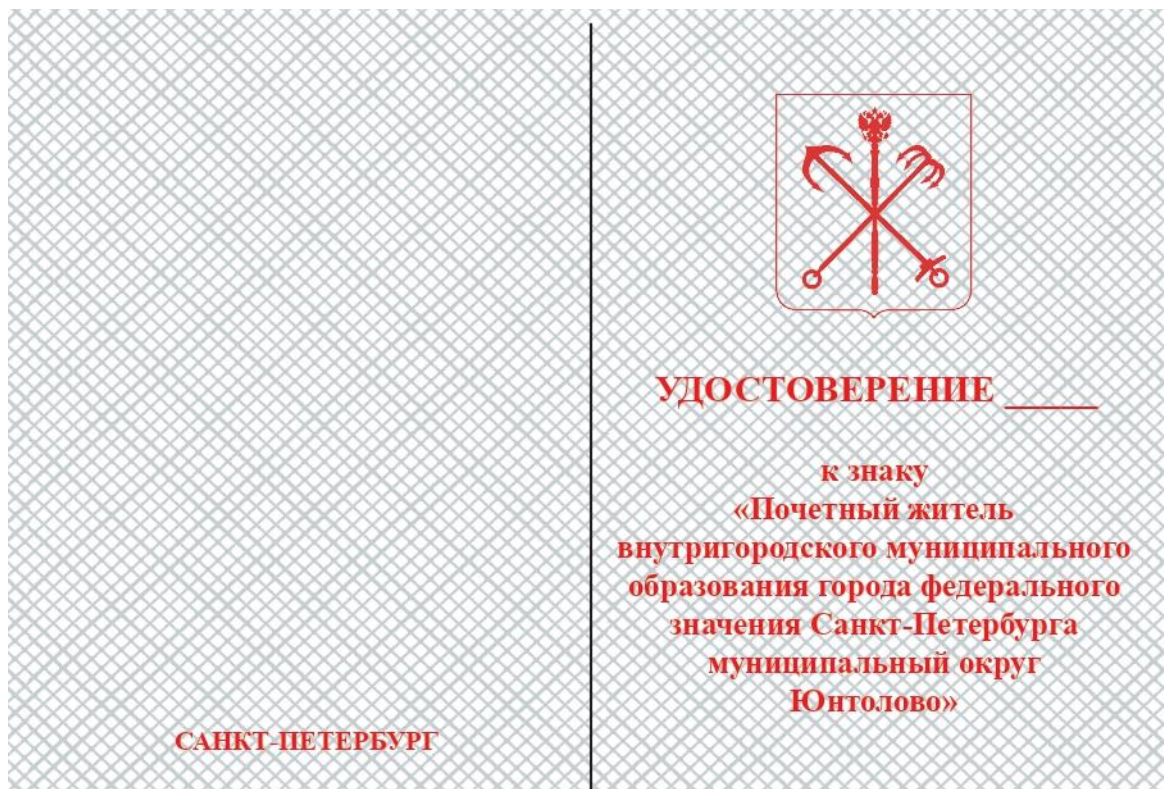 САНКТ-ПЕТЕРБУРГ
УДОСТОВЕРЕНИЕ _____
к знаку
«Почетный житель
внутригородского муниципального
образования города федерального
значения Санкт-Петербурга
муниципальный округ
Юнтолово»